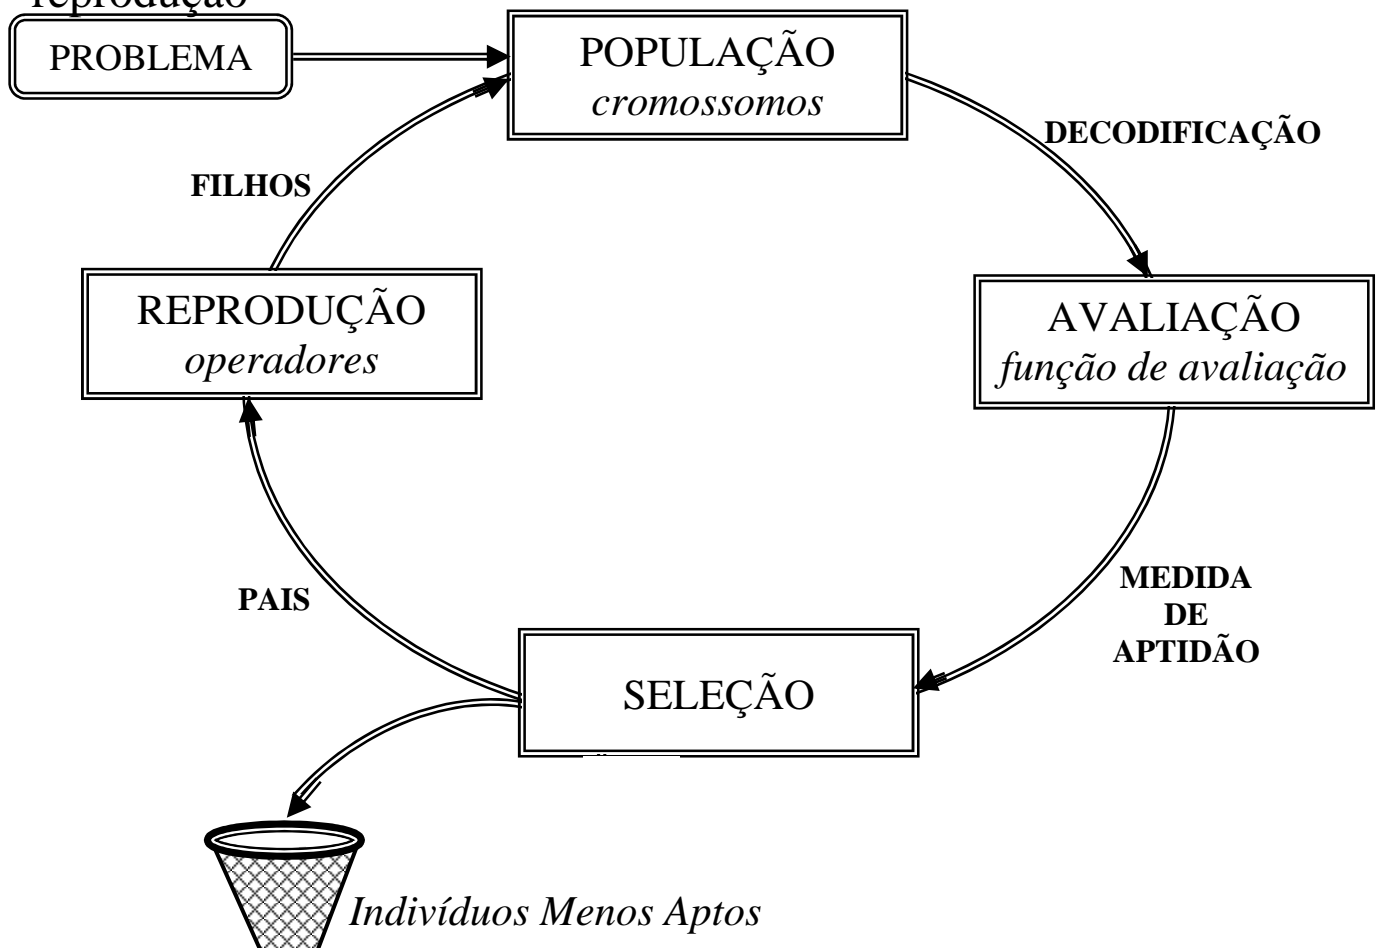 reprodução
PROBLEMA
POPULAÇÃO
cromossomos
DECODIFICAÇÃO
FILHOS
REPRODUÇÃO
operadores
AVALIAÇÃO
função de avaliação
PAIS
MEDIDA
DE
APTIDÃO
SELEÇÃO
Indivíduos Menos Aptos